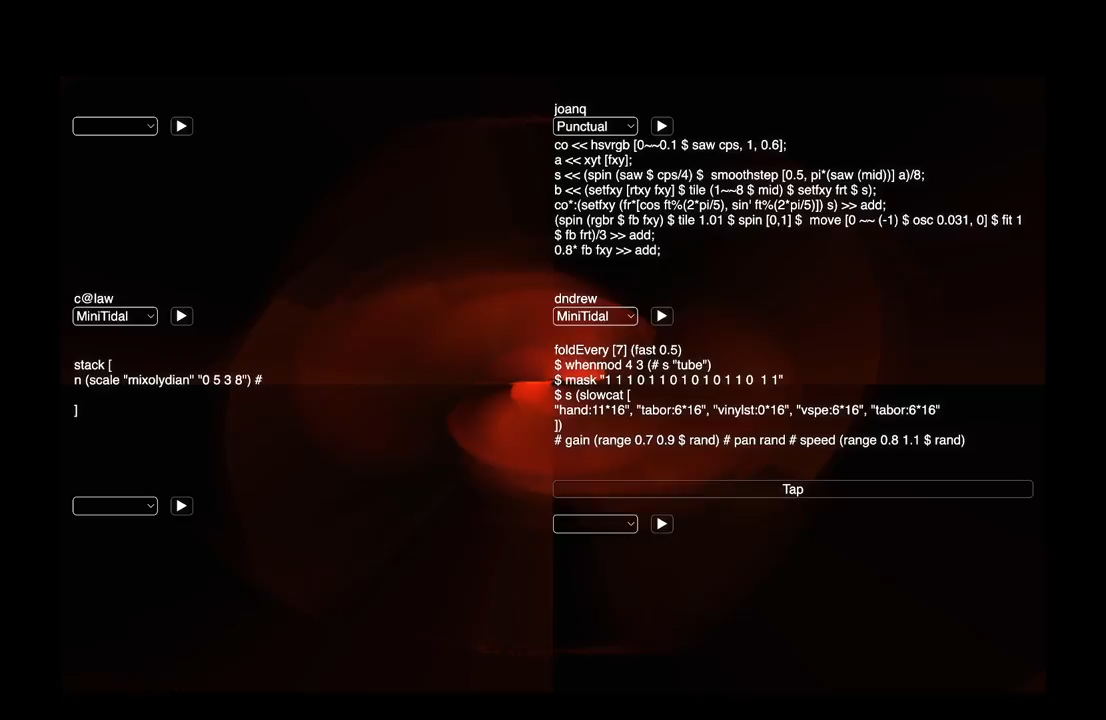 joanq
Punctual
co << hsvrgb [0~~0.1 $ saw cps, 1, 0.6];
a << xyt [fxy];
s << (spin (saw $ cps/4) $  smoothstep [0.5, pi*(saw (mid))] a)/8;
b << (setfxy [rtxy fxy] $ tile (1~~8 $ mid) $ setfxy frt $ s);
co*:(setfxy (fr*[cos ft%(2*pi/5), sin' ft%(2*pi/5)]) s) >> add;
(spin (rgbr $ fb fxy) $ tile 1.01 $ spin [0,1] $  move [0 ~~ (-1) $ osc 0.031, 0] $ fit 1
$ fb frt)/3 >> add;
0.8* fb fxy >> add;
c@law
MiniTidal
stack [
n (scale "mixolydian" "0 5 3 8") #
]
dndrew
MiniTidal
foldEvery [7] (fast 0.5)
$ whenmod 4 3 (# s "tube")
$ mask "1 1 1 0 1 1 0 1 0 1 0 1 1 0  1 1"
$ s (slowcat [
"hand:11*16", "tabor:6*16", "vinylst:0*16", "vspe:6*16", "tabor:6*16"
])
# gain (range 0.7 0.9 $ rand) # pan rand # speed (range 0.8 1.1 $ rand)
Tap